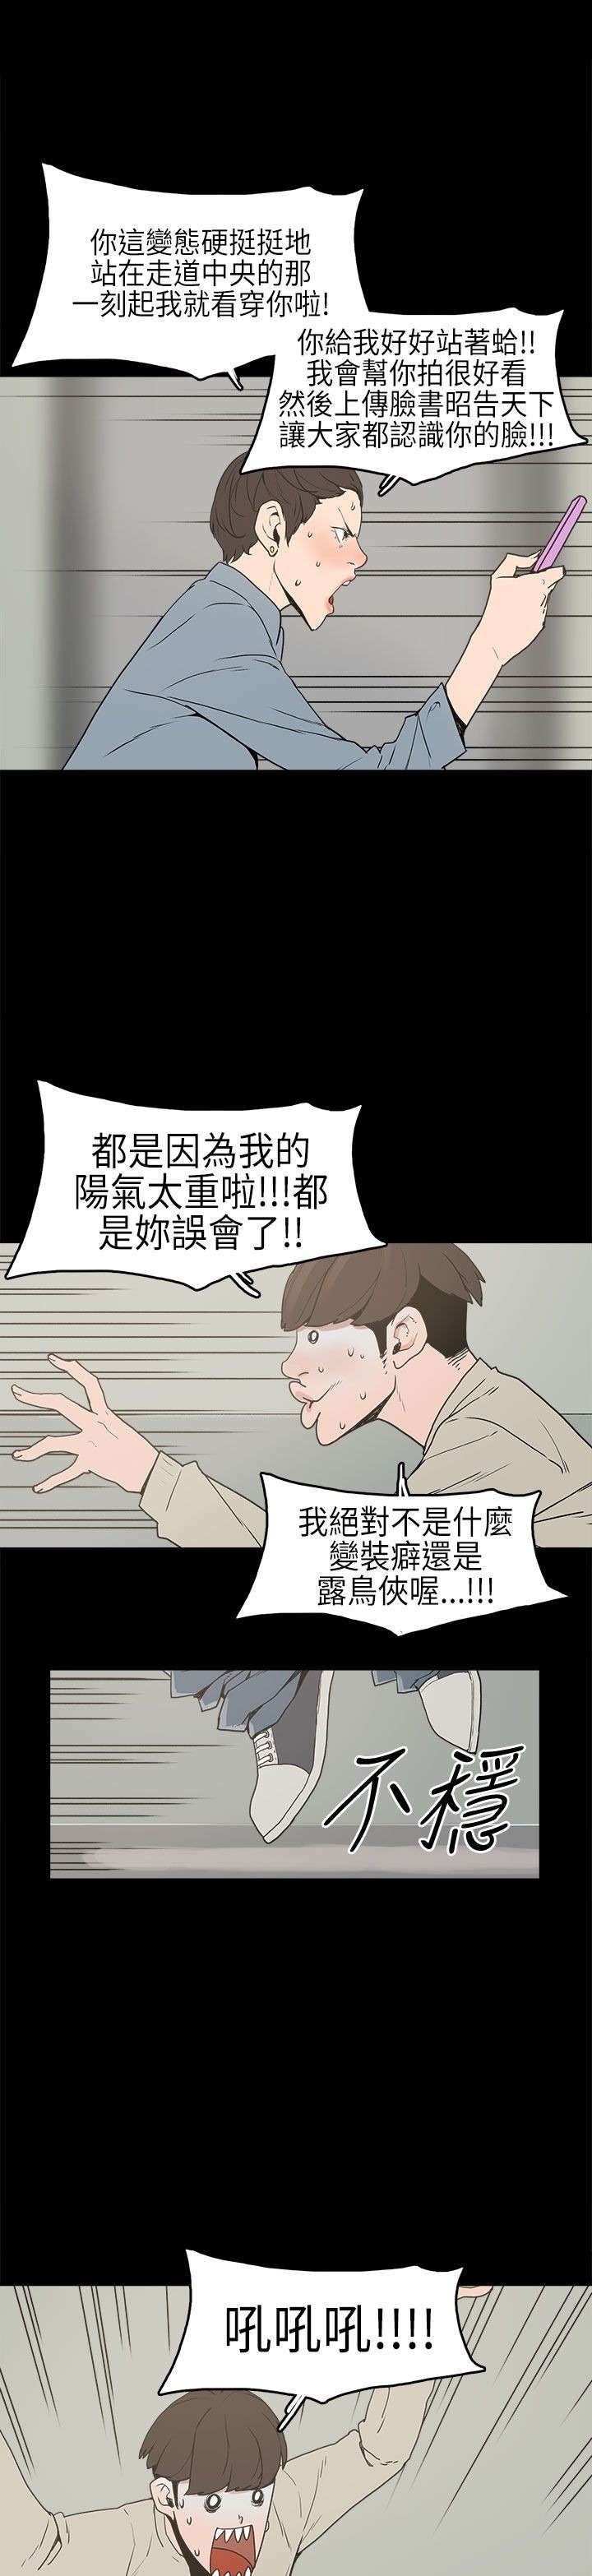 你這變態硬挺挺地
站在走道中央的那
一刻起我就看穿你啦!
你給我好好站著蛤!!
我會幫你拍很好看
然後上傳臉書昭告天下
讓大家都認識你的臉!!!
都是因為我的
陽氣太重啦!!!都
是妳誤會了!!
我絕對不是什麼
變裝癖還是
露鳥俠喔...!!!
不穩
吼吼吼!!!!